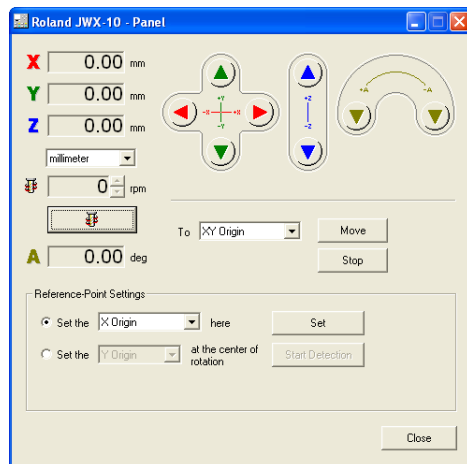 Roland JWX-10 - Panel
X 0.00 mm
Y 0.00 mm
Z 0.00 mm
millimeter
0 rpm
A 0.00 deg
+Y
-X +X
-Y
+Z
-Z
+A -A
To XY Origin Move
Stop
Reference-Point Settings
Set the X Origin here Set
Set the Y Origin at the center of rotation Start Detection
Close